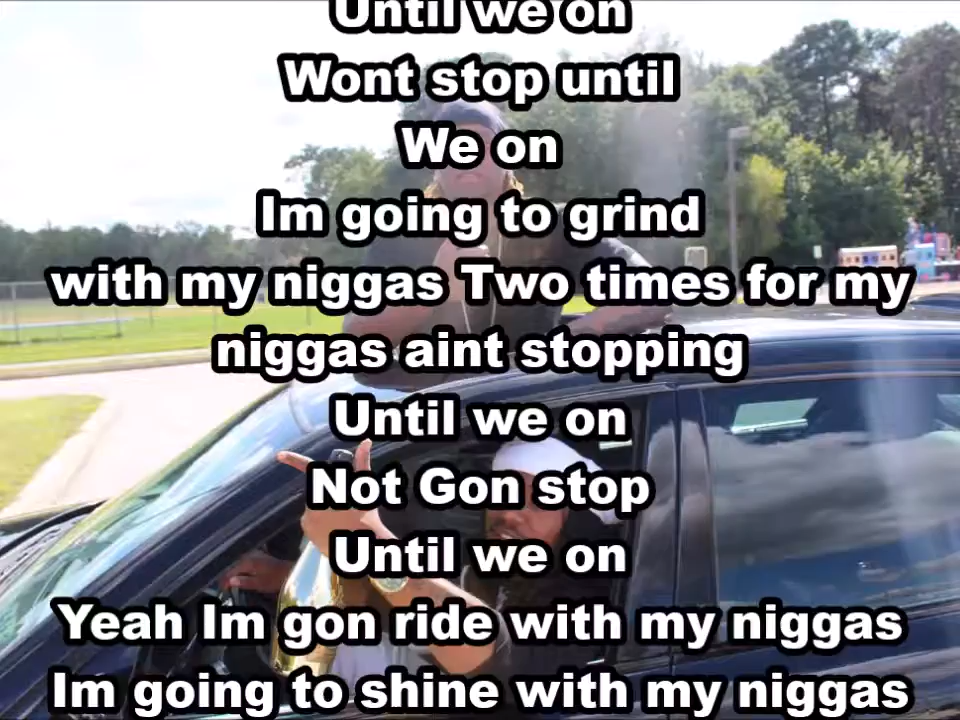 Until we on
Wont stop until
We on
Im going to grind
with my niggas Two times for my
niggas aint stopping
Until we on
Not Gon stop
Until we on
Yeah Im gon ride with my niggas
Im going to shine with my niggas